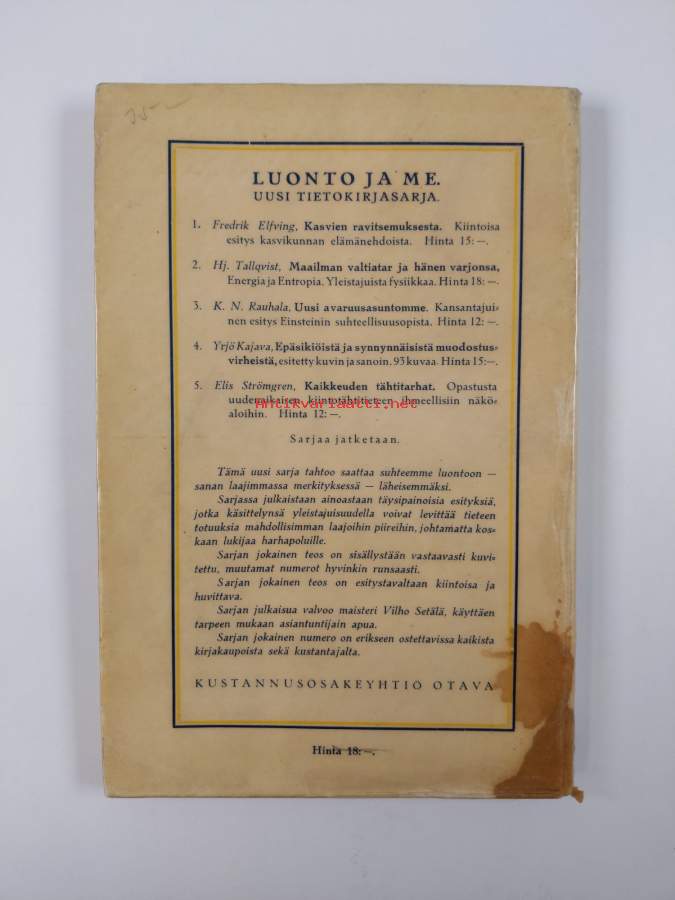 LUONTO JA ME.
UUSI TIETOKIRJASARJA.
1. Fredrik Elfving, Kasvien ravitsemuksesta. Kiintoisa
esitys kasvikunnan elämänehdoista. Hinta 15:—.
2. Hj. Tallqvist, Maailman valtiatar ja hänen varjonsa,
Energia ja Entropia. Yleistajuista fysiikkaa. Hinta 18:—.
3. K. N. Rauhala, Uusi avaruusasuntomme. Kansantajui-
nen esitys Einsteinin suhteellisuusopista. Hinta 12:—.
4. Yrjö Kajava, Epäsikiöistä ja synnynnäisistä muodostus-
virheistä, esitetty kuvin ja sanoin. 93 kuvaa. Hinta 15:—.
5. Elis Strömgren, Kaikkeuden tähtitarhat. Opastusta
uudenaikaisen kiintotähtitieteen ihmeellisiin näkö-
aloihin. Hinta 12:—.
Antikvariaatti.net
Sarjaa jatketaan.
Tämä uusi sarja tahtoo saattaa suhteemme luontoon —
sanan laajimmassa merkityksessä — läheisemmäksi.
Sarjassa julkaistaan ainoastaan täysipainoisia esityksiä,
jotka käsittelynsä yleistajuisuudella voivat levittää tieteen
totuuksia mahdollisimman laajoihin piireihin, johtamatta kos-
kaan lukijaa harhapoluille.
Sarjan jokainen teos on sisällystään vastaavasti kuvi-
tettu, muutamat numerot hyvinkin runsaasti.
Sarjan jokainen teos on esitystavaltaan kiintoisa ja
huvittava.
Sarjan julkaisua valvoo maisteri Vilho Setälä, käyttäen
tarpeen mukaan asiantuntijain apua.
Sarjan jokainen numero on erikseen ostettavissa kaikista
kirjakaupoista sekä kustantajalta.
KUSTANNUSOSAKEYHTIÖ OTAVA
Hinta 18:—.